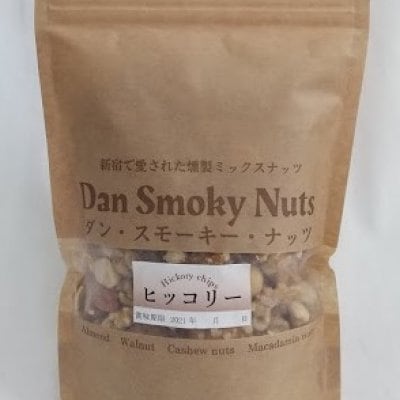 新宿で愛された燻製ミックスナッツ
Dan Smoky Nuts
ダン・スモーキー・ナッツ
Hickory chips
ヒッコリー
賞味期限 2021年 月 日
Almond Walnut Cashew nuts Macadamia nuts